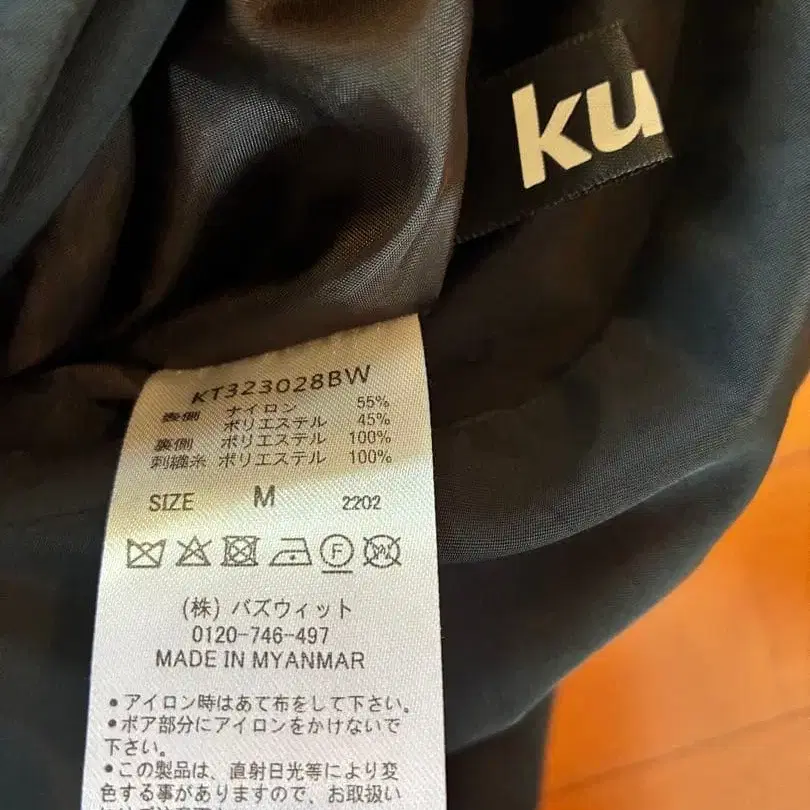 ku
KT323028BW
表側 ナイロン 55%
ポリエステル 45%
裏側 ポリエステル 100%
刺繍糸 ポリエステル 100%
SIZE M 2202
F
W
(株) バズウィット
0120-746-497
MADE IN MYANMAR
●アイロン時はあて布をして下さい。
●ボア部分にアイロンをかけないで
下さい。
●この製品は、直射日光等により変
色する事がありますので、お取扱い